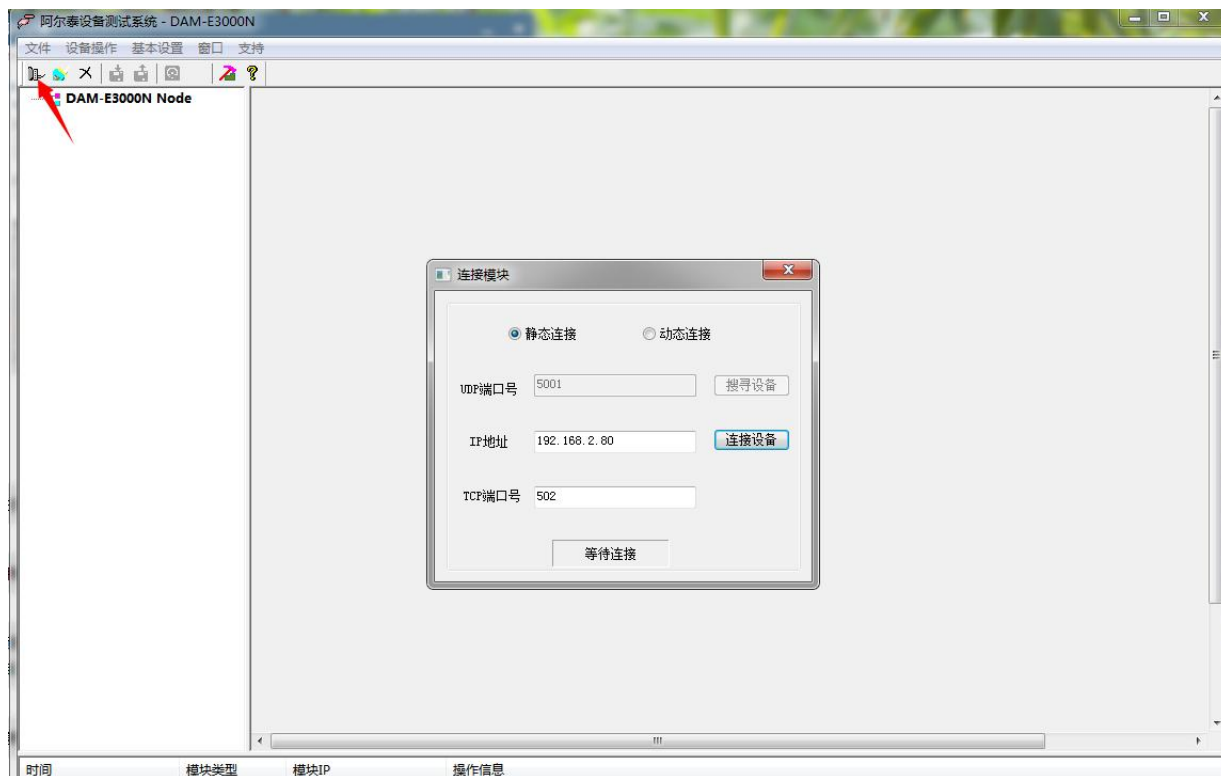 阿尔泰设备测试系统 - DAM-E3000N
文件 设备操作 基本设置 窗口 支持
DAM-E3000N Node
连接模块
静态连接 动态连接
UDP端口号 5001 搜寻设备
IP地址 192.168.2.80 连接设备
TCP端口号 502
等待连接
时间 模块类型 模块IP 操作信息